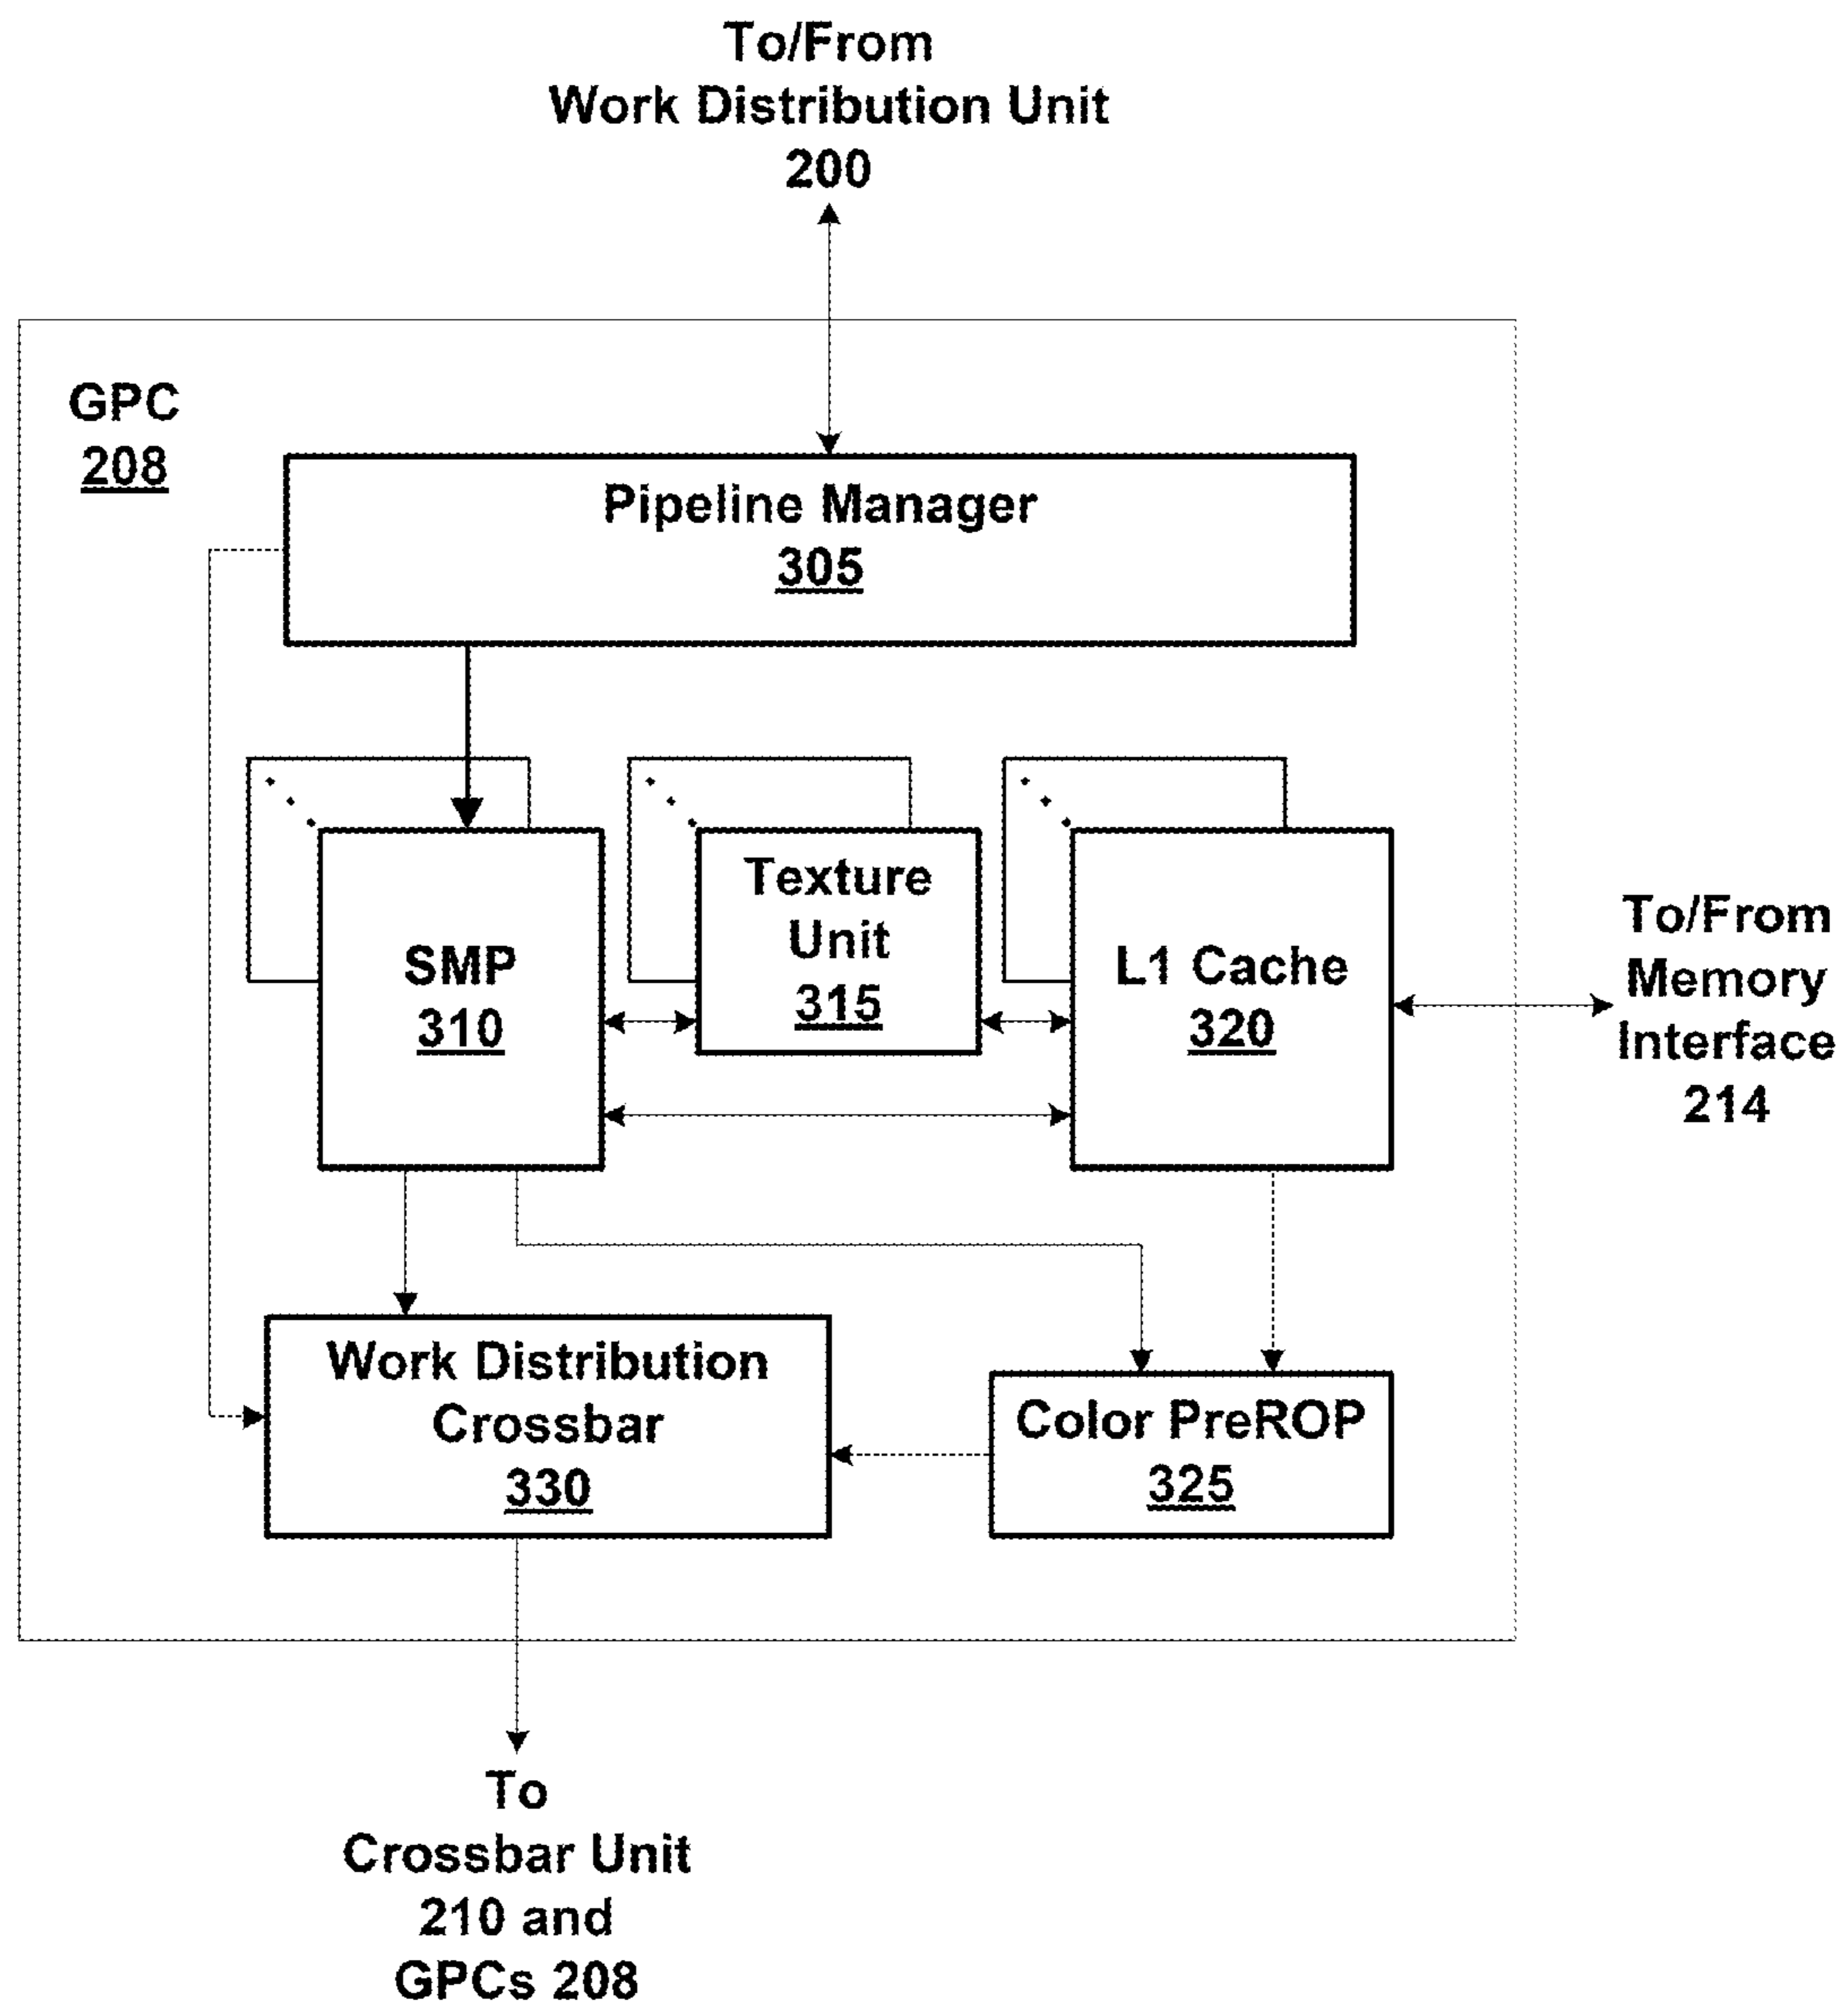 To/From
Work Distribution Unit
200
GPC
208
Pipeline Manager
305
SMP
310
Texture
Unit
315
L1 Cache
320
To/From
Memory
Interface
214
Work Distribution
Crossbar
330
Color PreROP
325
To
Crossbar Unit
210 and
GPCs 208